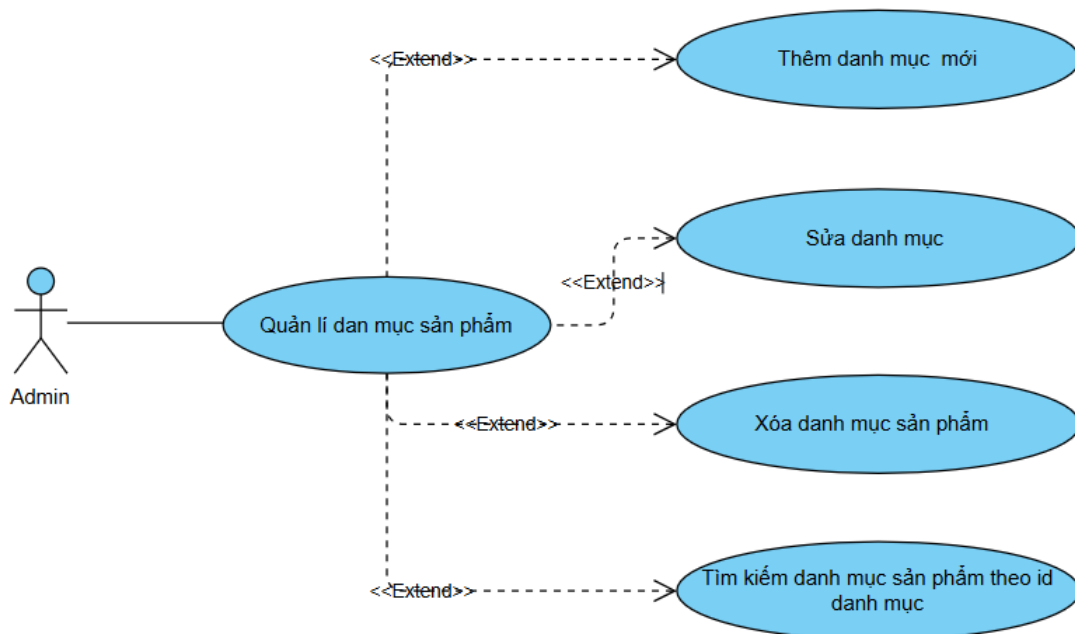 <<Extend>>
Thêm danh mục  mới
Sửa danh mục
<<Extend>>
Quản lí dan mục sản phẩm
Admin
<<Extend>>
Xóa danh mục sản phẩm
<<Extend>>
Tìm kiếm danh mục sản phẩm theo id
danh mục